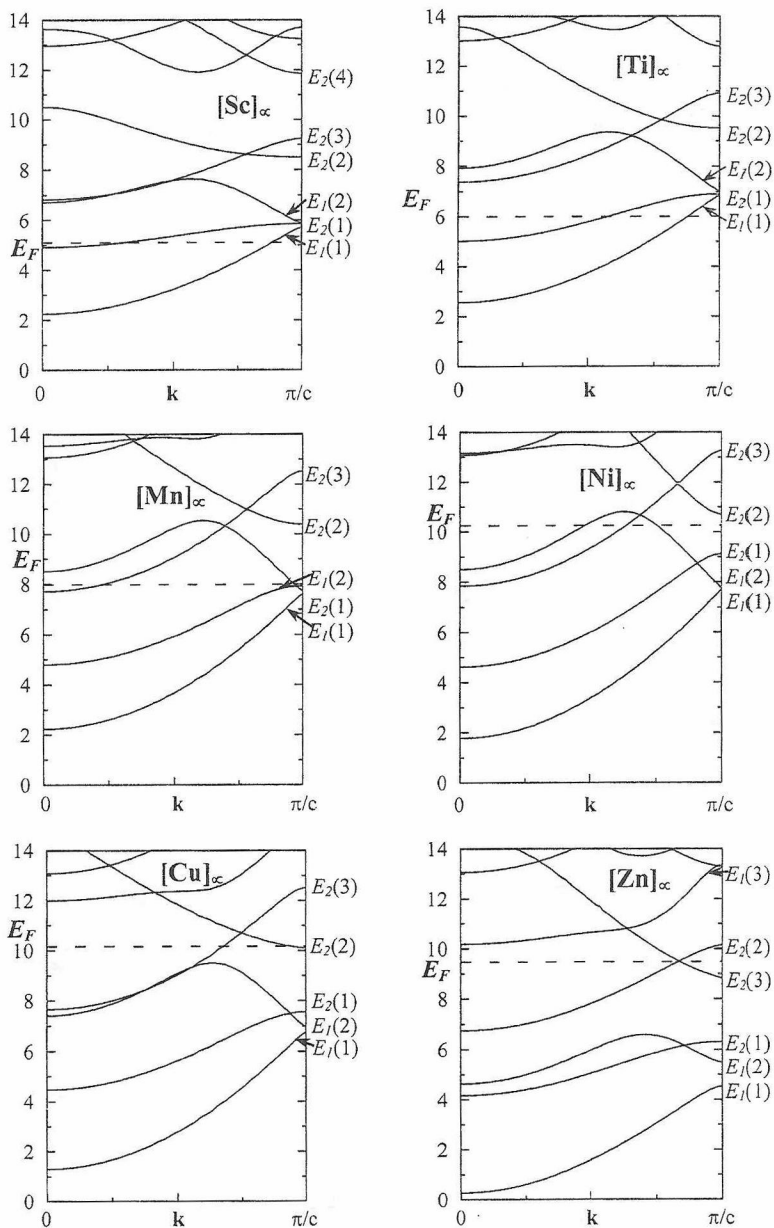 14
12
10
8
6
E_F
4
2
0
[Sc]∝
E₂(4)
E₂(3)
E₂(2)
E₁(2)
E₂(1)
E₁(1)
0 k π/c
14
12
10
8
E_F
6
4
2
0
[Ti]∝
E₂(3)
E₂(2)
E₁(2)
E₂(1)
E₁(1)
0 k π/c
14
12
10
E_F
8
6
4
2
0
[Mn]∝
E₂(3)
E₂(2)
E₁(2)
E₂(1)
E₁(1)
0 k π/c
14
12
E_F
10
8
6
4
2
0
[Ni]∝
E₂(3)
E₂(2)
E₂(1)
E₁(2)
E₁(1)
0 k π/c
14
12
E_F
10
8
6
4
2
0
[Cu]∝
E₂(3)
E₂(2)
E₂(1)
E₁(2)
E₁(1)
0 k π/c
14
12
10
E_F
8
6
4
2
0
[Zn]∝
E₁(3)
E₂(2)
E₂(3)
E₂(1)
E₁(2)
E₁(1)
0 k π/c